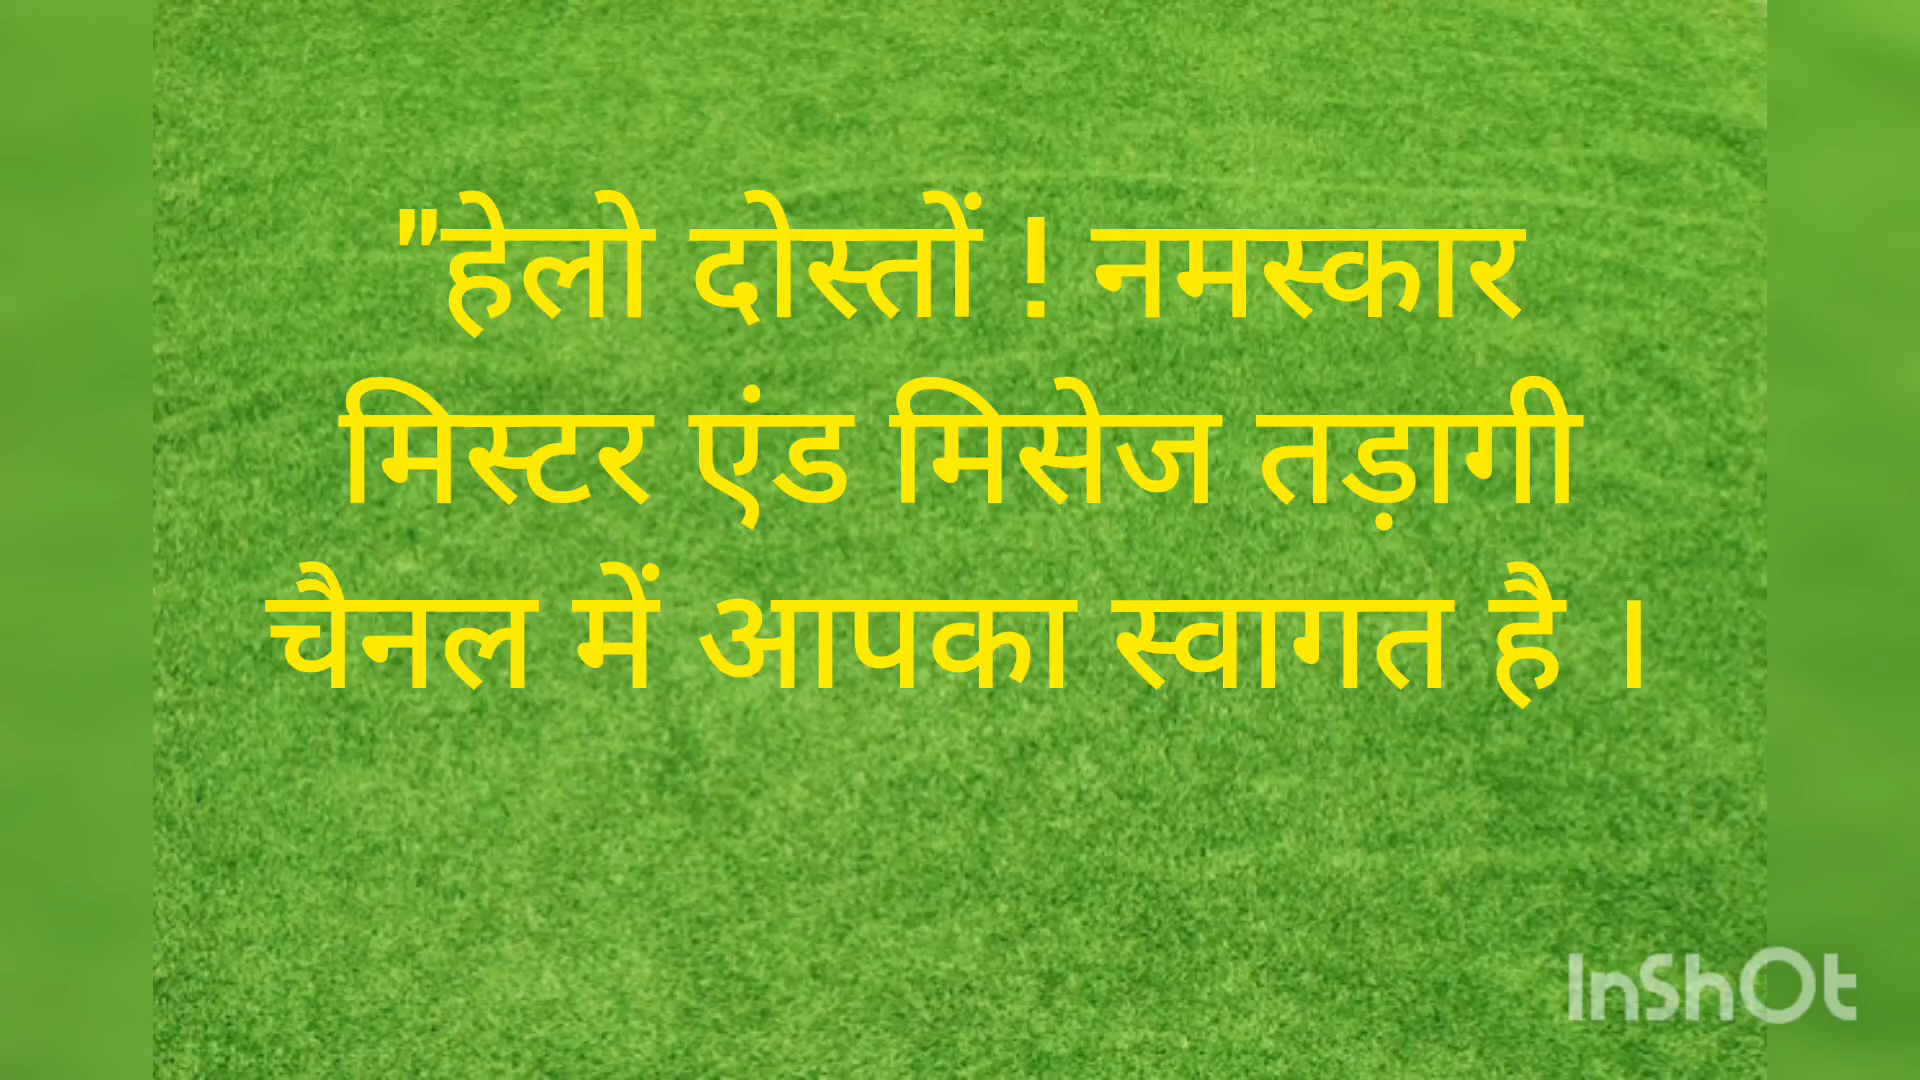 "हेलो दोस्तों ! नमस्कार
मिस्टर एंड मिसेज तड़ागी
चैनल में आपका स्वागत है ।
InShOt